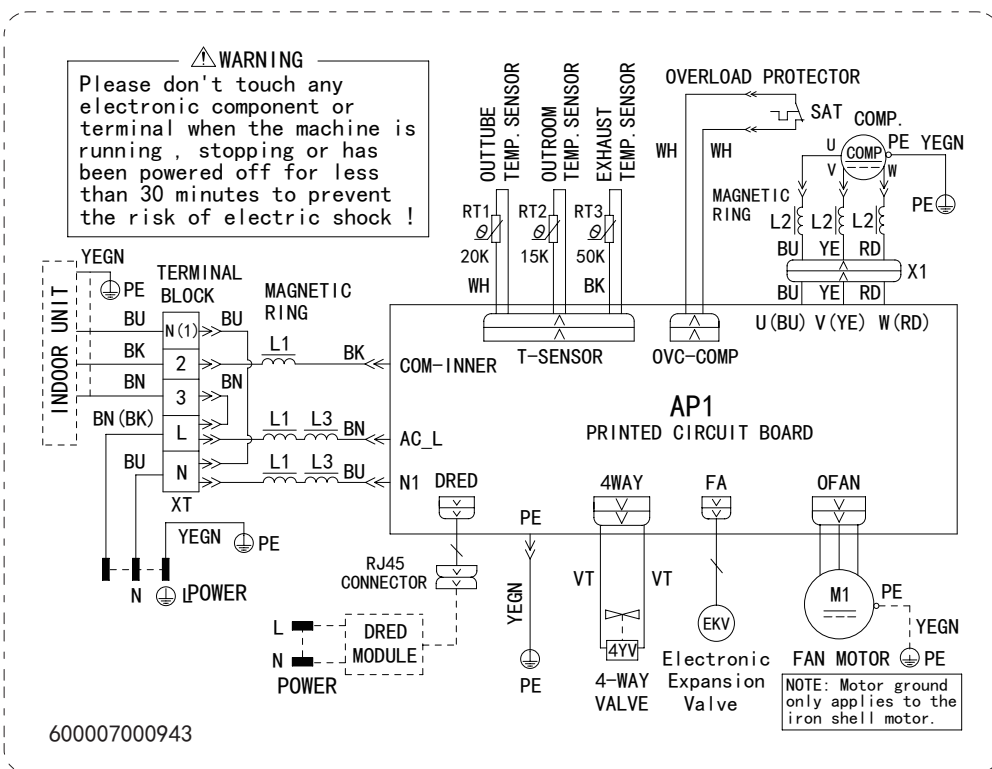 WARNING
Please don't touch any
electronic component or
terminal when the machine is
running , stopping or has
been powered off for less
than 30 minutes to prevent
the risk of electric shock !
OUTTUBE
TEMP. SENSOR
OUTROOM
TEMP. SENSOR
EXHAUST
TEMP. SENSOR
RT1
RT2
RT3
θ
θ
θ
20K
15K
50K
WH
BK
T-SENSOR
OVERLOAD PROTECTOR
SAT
WH
WH
OVC-COMP
COMP.
U
COMP
PE
YEGN
V
W
PE
MAGNETIC
RING
L2
L2
L2
BU
YE
RD
X1
BU
YE
RD
U(BU)
V(YE)
W(RD)
YEGN
PE
INDOOR UNIT
TERMINAL
BLOCK
MAGNETIC
RING
BU
N(1)
BU
BK
2
L1
BK
COM-INNER
BN
3
BN
BN(BK)
L
L1
L3
BN
AC_L
BU
N
L1
L3
BU
N1
XT
YEGN
PE
N
L
POWER
AP1
PRINTED CIRCUIT BOARD
DRED
PE
4WAY
FA
OFAN
RJ45
CONNECTOR
L
N
POWER
DRED
MODULE
YEGN
PE
VT
VT
4YV
4-WAY
VALVE
EKV
Electronic
Expansion
Valve
M1
PE
YEGN
FAN MOTOR
PE
NOTE: Motor ground
only applies to the
iron shell motor.
600007000943